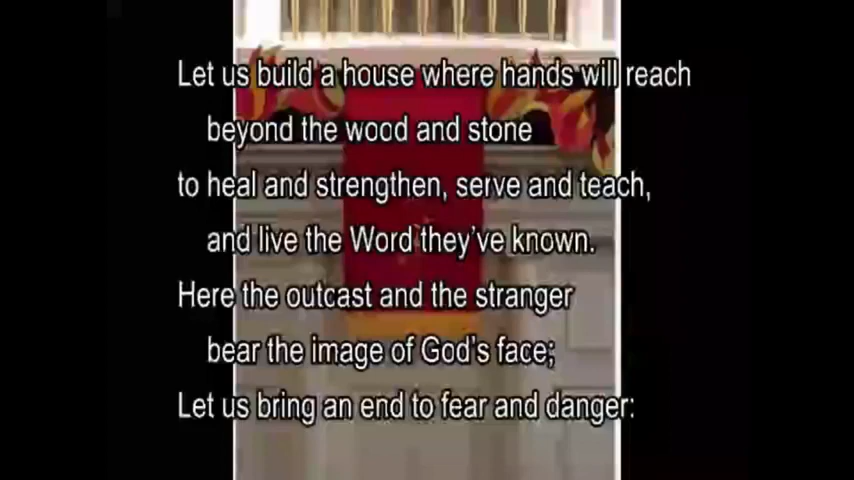 Let us build a house where hands will reach
beyond the wood and stone
to heal and strengthen, serve and teach,
and live the Word they've known.
Here the outcast and the stranger
bear the image of God's face;
Let us bring an end to fear and danger: